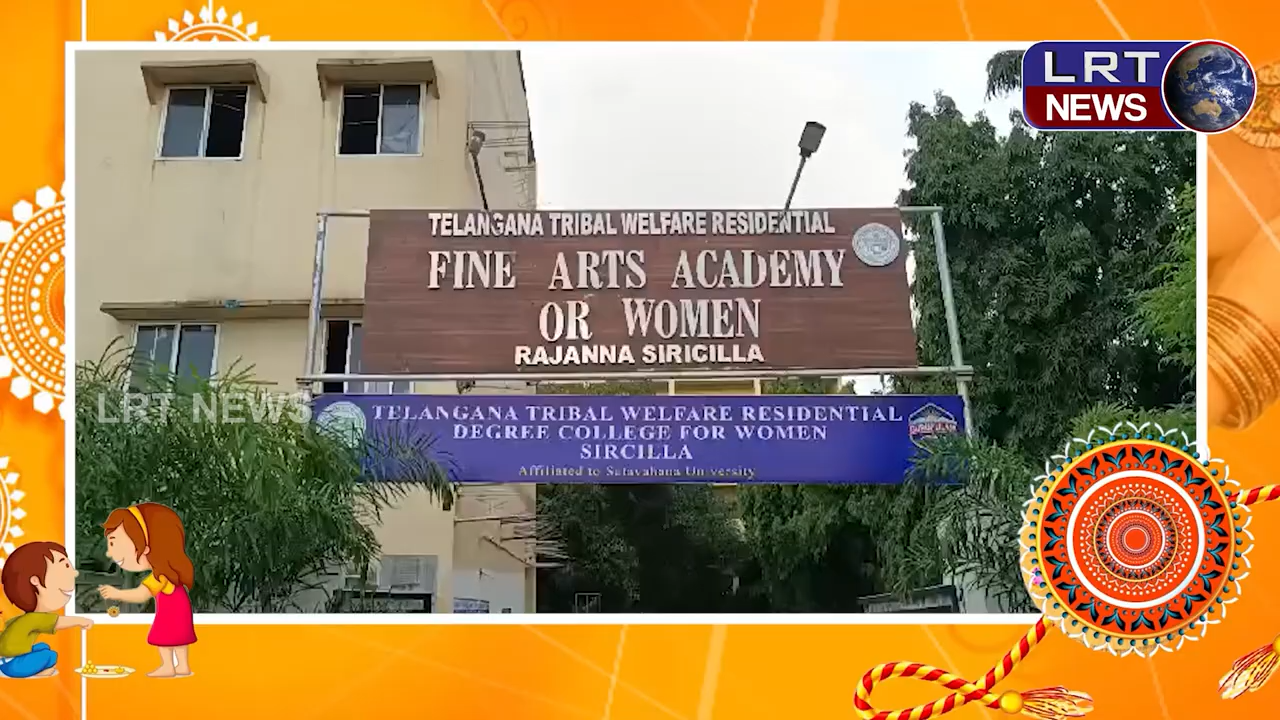 LRT
NEWS
TELANGANA TRIBAL WELFARE RESIDENTIAL
FINE ARTS ACADEMY
OR WOMEN
RAJANNA SIRICILLA
LRT NEWS
TELANGANA TRIBAL WELFARE RESIDENTIAL
DEGREE COLLEGE FOR WOMEN
SIRCILLA
Affiliated to Satavahana University